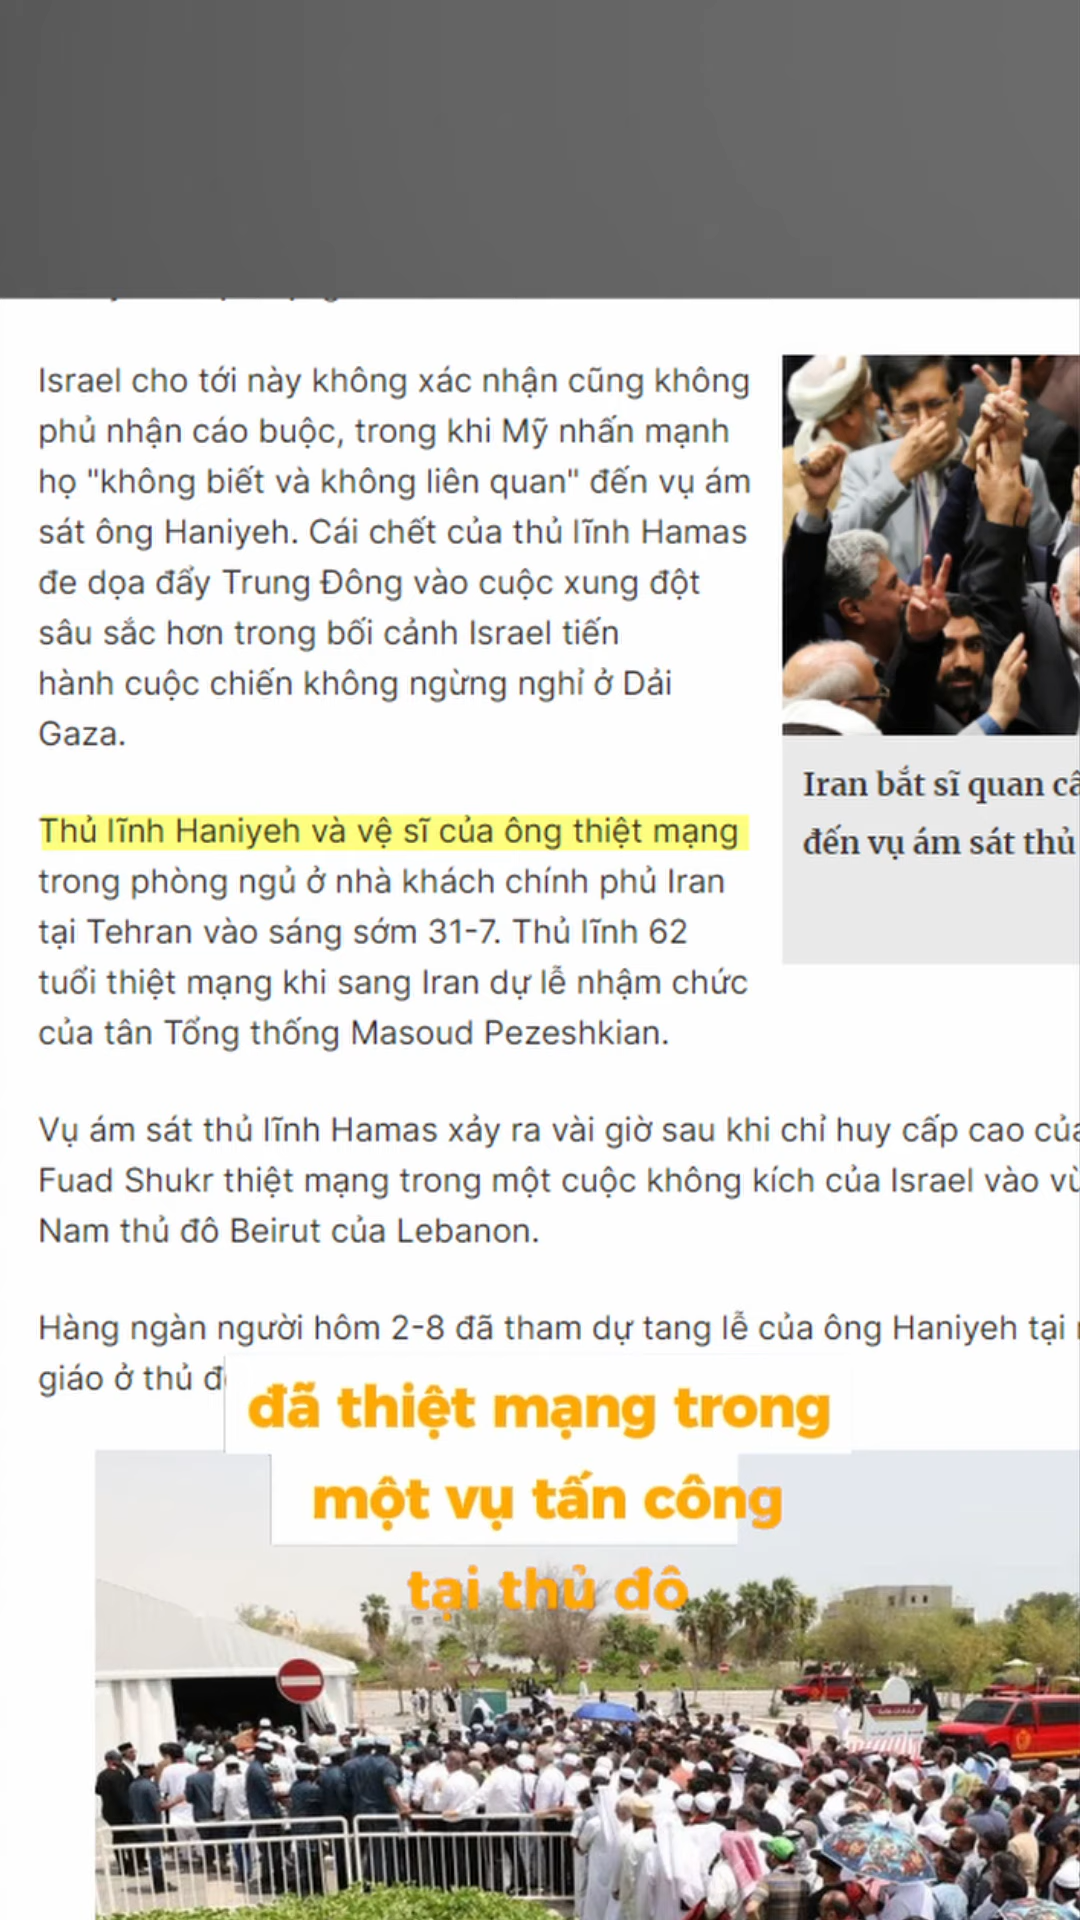 Israel cho tới này không xác nhận cũng không
phủ nhận cáo buộc, trong khi Mỹ nhấn mạnh
họ "không biết và không liên quan" đến vụ ám
sát ông Haniyeh. Cái chết của thủ lĩnh Hamas
đe dọa đẩy Trung Đông vào cuộc xung đột
sâu sắc hơn trong bối cảnh Israel tiến
hành cuộc chiến không ngừng nghỉ ở Dải
Gaza.
Iran bắt sĩ quan
đến vụ ám sát thủ
Thủ lĩnh Haniyeh và vệ sĩ của ông thiệt mạng
trong phòng ngủ ở nhà khách chính phủ Iran
tại Tehran vào sáng sớm 31-7. Thủ lĩnh 62
tuổi thiệt mạng khi sang Iran dự lễ nhậm chức
của tân Tổng thống Masoud Pezeshkian.
Vụ ám sát thủ lĩnh Hamas xảy ra vài giờ sau khi chỉ huy cấp cao của
Fuad Shukr thiệt mạng trong một cuộc không kích của Israel vào
Nam thủ đô Beirut của Lebanon.
Hàng ngàn người hôm 2-8 đã tham dự tang lễ của ông Haniyeh tại
giáo ở thủ
đã thiệt mạng trong
một vụ tấn công
tại thủ đô